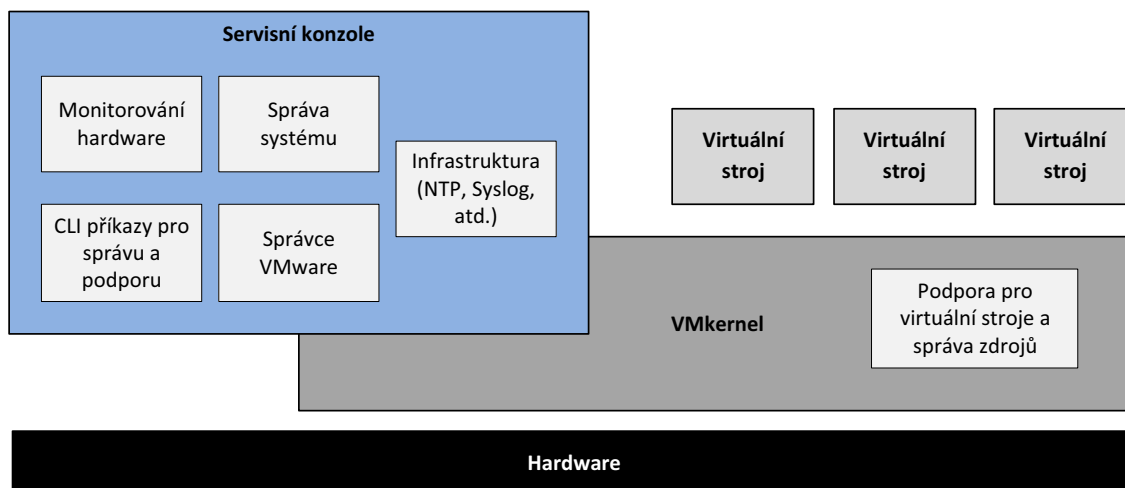 Servisní konzole
Monitorování
hardware
Správa
systému
Infrastruktura
(NTP, Syslog,
atd.)
CLI příkazy pro
správu a
podporu
Správce
VMware
Virtuální
stroj
Virtuální
stroj
Virtuální
stroj
VMkernel
Podpora pro
virtuální stroje a
správa zdrojů
Hardware